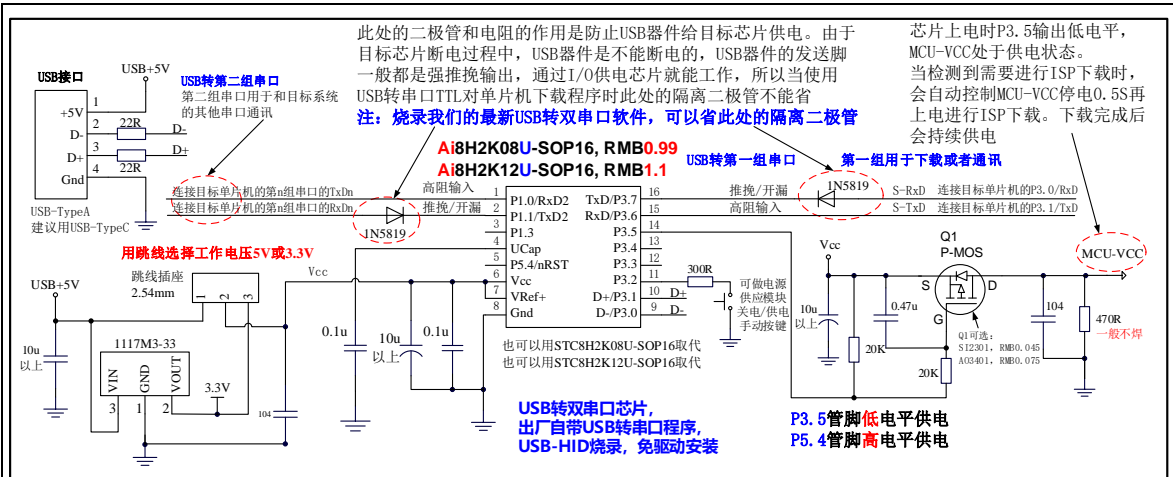 此处的二极管和电阻的作用是防止USB器件给目标芯片供电。由于
目标芯片断电过程中，USB器件是不能断电的，USB器件的发送脚
一般都是强推挽输出，通过I/O供电芯片就能工作，所以当使用
USB转串口TTL对单片机下载程序时此处的隔离二极管不能省
注：烧录我们的最新USB转双串口软件，可以省此处的隔离二极管
芯片上电时P3.5输出低电平，
MCU-VCC处于供电状态。
当检测到需要进行ISP下载时，
会自动控制MCU-VCC停电0.5S再
上电进行ISP下载。下载完成后
会持续供电
USB接口
USB+5V
+5V
D-
D+
Gnd
1
2
3
4
22R
22R
D-
D+
USB-TypeA
建议用USB-TypeC
USB转第二组串口
第二组串口用于和目标系统
的其他串口通讯
Ai8H2K08U-SOP16, RMB0.99
Ai8H2K12U-SOP16, RMB1.1
USB转第一组串口
第一组用于下载或者通讯
连接目标单片机的第n组串口的TxDn
连接目标单片机的第n组串口的RxDn
高阻输入
推挽/开漏
1N5819
1
2
3
4
5
6
7
8
P1.0/RxD2
P1.1/TxD2
P1.3
UCap
P5.4/nRST
Vcc
VRef+
Gnd
TxD/P3.7
RxD/P3.6
P3.5
P3.4
P3.3
P3.2
D+/P3.1
D-/P3.0
16
15
14
13
12
11
10
9
D+
D-
推挽/开漏
高阻输入
1N5819
S-RxD
连接目标单片机的P3.0/RxD
S-TxD
连接目标单片机的P3.1/TxD
300R
可做电源
供应模块
关电/供电
手动按键
也可以用STC8H2K08U-SOP16取代
也可以用STC8H2K12U-SOP16取代
用跳线选择工作电压5V或3.3V
USB+5V
跳线插座
2.54mm
1
2
3
Vcc
10u
以上
1117M3-33
VIN
GND
VOUT
3
1
2
3.3V
104
0.1u
10u
以上
0.1u
USB转双串口芯片，
出厂自带USB转串口程序，
USB-HID烧录，免驱动安装
Vcc
10u
以上
0.47u
20K
20K
Q1
P-MOS
S
D
G
Q1可选：
SI2301, RMB0.045
AO3401, RMB0.075
104
MCU-VCC
470R
一般不焊
P3.5管脚低电平供电
P5.4管脚高电平供电